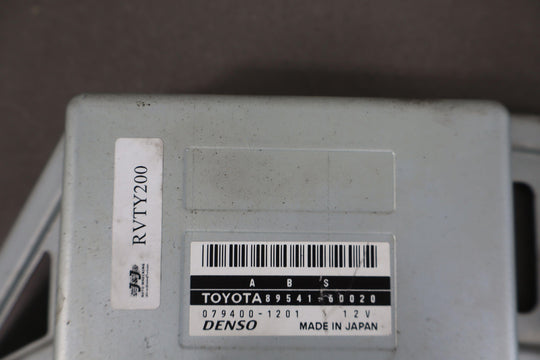 RVTY200
A B S
TOYOTA 89541-60020
079400-1201 12V
DENSO MADE IN JAPAN